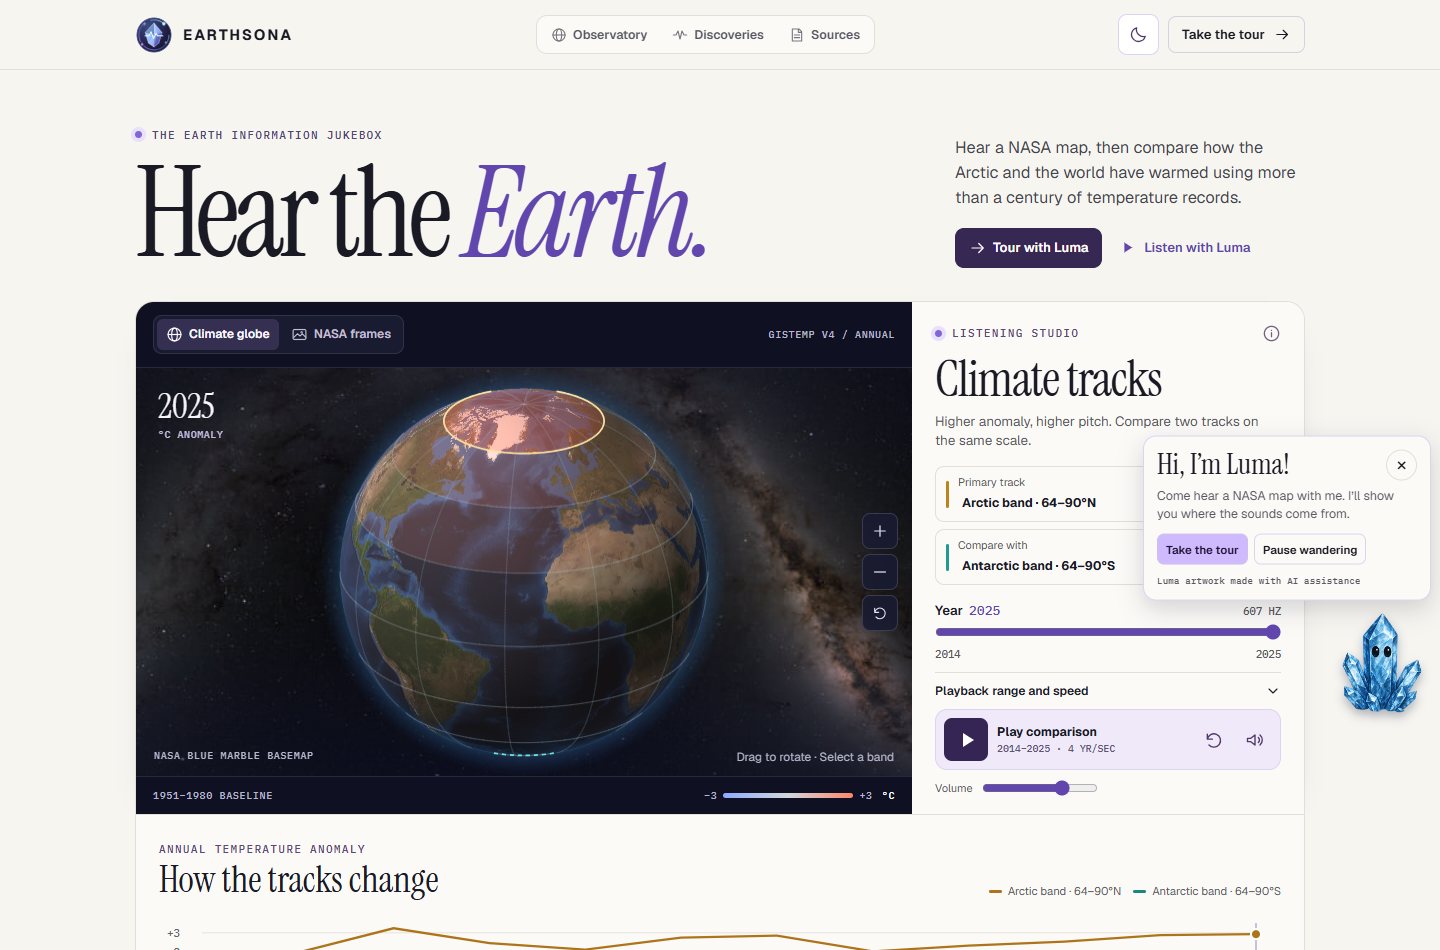 EARTHSONA
Observatory
Discoveries
Sources
Take the tour
THE EARTH INFORMATION JUKEBOX
Hear the Earth.
Hear a NASA map, then compare how the
Arctic and the world have warmed using more
than a century of temperature records.
Tour with Luma
Listen with Luma
Climate globe
NASA frames
GISTEMP V4 / ANNUAL
2025
°C ANOMALY
NASA BLUE MARBLE BASEMAP
Drag to rotate · Select a band
1951–1980 BASELINE
−3
+3 °C
LISTENING STUDIO
Climate tracks
Higher anomaly, higher pitch. Compare two tracks on
the same scale.
Primary track
Arctic band · 64–90°N
Compare with
Antarctic band · 64–90°S
Hi, I'm Luma!
Come hear a NASA map with me. I'll show
you where the sounds come from.
Take the tour
Pause wandering
Luma artwork made with AI assistance
Year 2025
607 HZ
2014
2025
Playback range and speed
Play comparison
2014–2025 · 4 YR/SEC
Volume
ANNUAL TEMPERATURE ANOMALY
How the tracks change
Arctic band · 64–90°N
Antarctic band · 64–90°S
+3